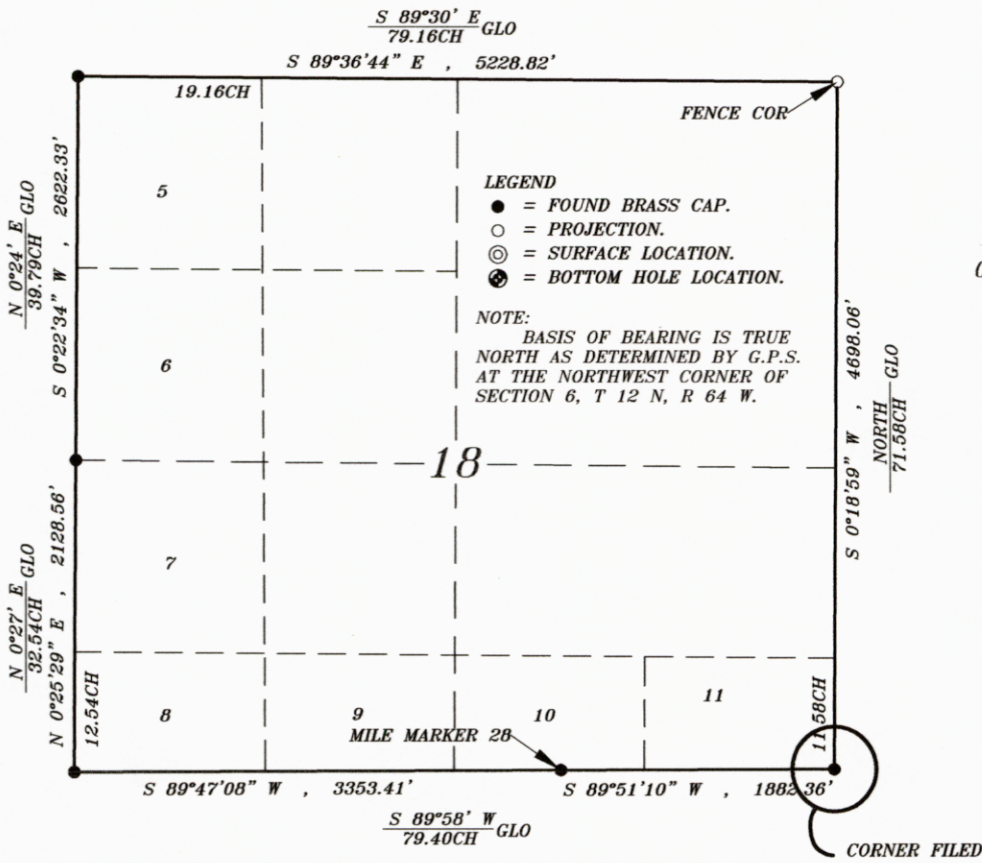 S 89°30' E
79.16CH GLO
S 89°36'44" E , 5228.82'
19.16CH
FENCE COR
N 0°24' E
39.79CH GLO
S 0°22'34" W , 2622.33'
5
LEGEND
● = FOUND BRASS CAP.
○ = PROJECTION.
= SURFACE LOCATION.
= BOTTOM HOLE LOCATION.
NOTE:
BASIS OF BEARING IS TRUE
NORTH AS DETERMINED BY G.P.S.
AT THE NORTHWEST CORNER OF
SECTION 6, T 12 N, R 64 W.
6
S 0°18'59" W , 4698.06'
NORTH
71.58CH GLO
18
N 0°27' E
32.54CH GLO
N 0°25'29" E , 2128.56'
7
12.54CH
8
9
10
11
11.58CH
MILE MARKER 28
S 89°47'08" W , 3353.41'
S 89°51'10" W , 1882.36'
S 89°58' W
79.40CH GLO
CORNER FILED